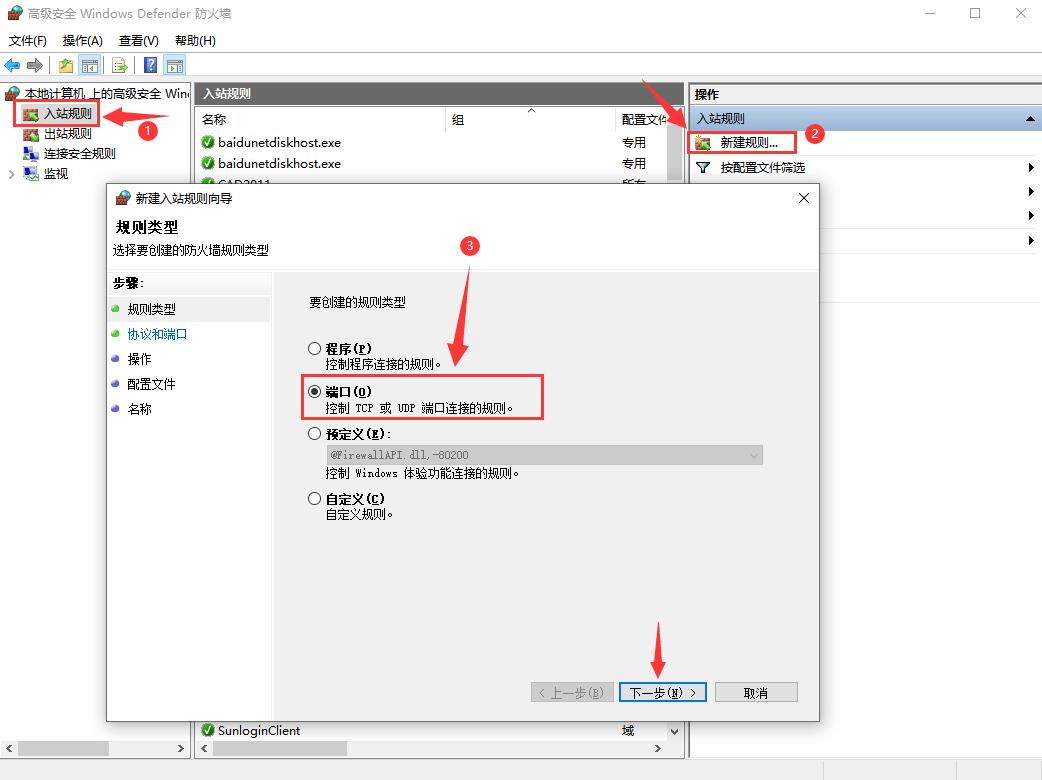 高级安全 Windows Defender 防火墙
文件(F) 操作(A) 查看(V) 帮助(H)
本地计算机 上的高级安全 Win
入站规则
出站规则
连接安全规则
监视
1
入站规则
名称 组 配置文件
baidunetdiskhost.exe 专用
baidunetdiskhost.exe 专用
CAD2011 所有
操作
入站规则
新建规则...
2
按配置文件筛选
新建入站规则向导
规则类型
选择要创建的防火墙规则类型
步骤:
规则类型
协议和端口
操作
配置文件
名称
3
要创建的规则类型
程序(P)
控制程序连接的规则。
端口(O)
控制 TCP 或 UDP 端口连接的规则。
预定义(E):
@FirewallAPI.dll,-80200
控制 Windows 体验功能连接的规则。
自定义(C)
自定义规则。
< 上一步(B) 下一步(N) > 取消
SunloginClient 域